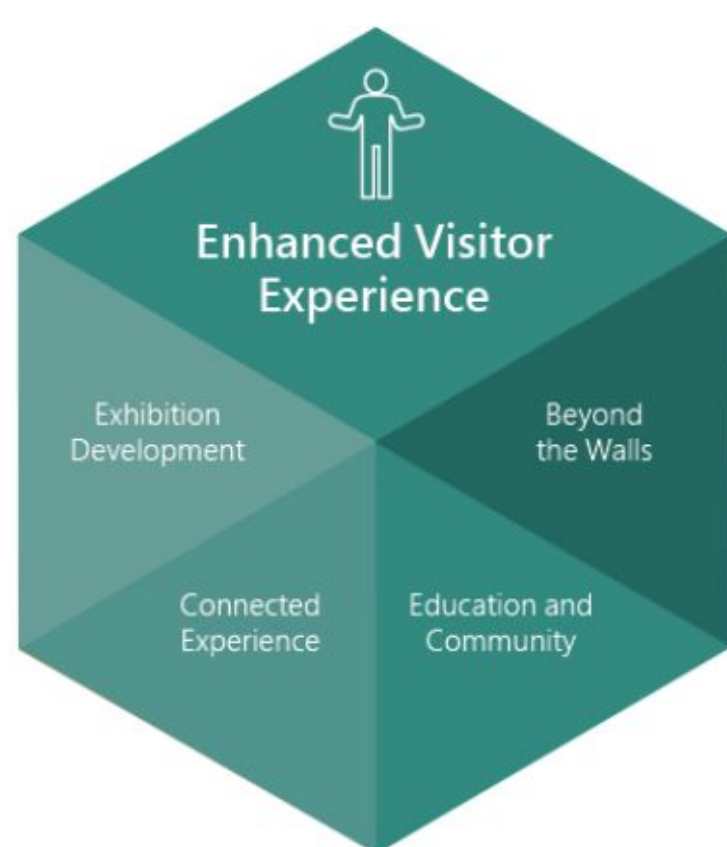 Enhanced Visitor
Experience
Exhibition
Development
Beyond
the Walls
Connected
Experience
Education and
Community